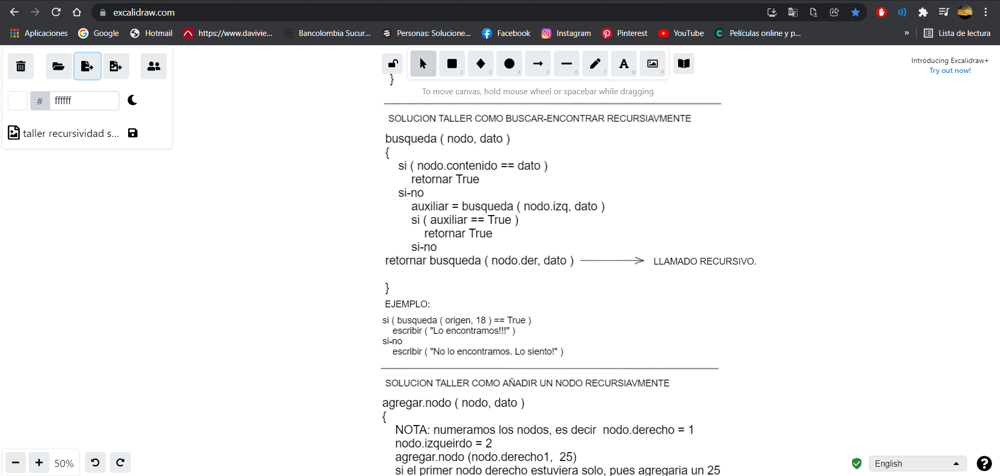 excalidraw.com
Aplicaciones Google Hotmail https://www.davivie... Bancolombia Sucur... Personas: Solucione... Facebook Instagram Pinterest YouTube Películas online y p... » Lista de lectura
1 2 3 4 5 6 7 A 8 9
Introducing Excalidraw+
Try out now!
}
To move canvas, hold mouse wheel or spacebar while dragging
# ffffff
taller recursividad s...
SOLUCION TALLER COMO BUSCAR-ENCONTRAR RECURSIAVMENTE
busqueda ( nodo, dato )
{
si ( nodo.contenido == dato )
retornar True
si-no
auxiliar = busqueda ( nodo.izq, dato )
si ( auxiliar == True )
retornar True
si-no
retornar busqueda ( nodo.der, dato ) LLAMADO RECURSIVO.
}
EJEMPLO:
si ( busqueda ( origen, 18 ) == True )
escribir ( "Lo encontramos!!!" )
si-no
escribir ( "No lo encontramos. Lo siento!" )
SOLUCION TALLER COMO AÑADIR UN NODO RECURSIAVMENTE
agregar.nodo ( nodo, dato )
{
NOTA: numeramos los nodos, es decir nodo.derecho = 1
nodo.izqueirdo = 2
agregar.nodo (nodo.derecho1, 25)
si el primer nodo derecho estuviera solo, pues agregaria un 25
50%
English